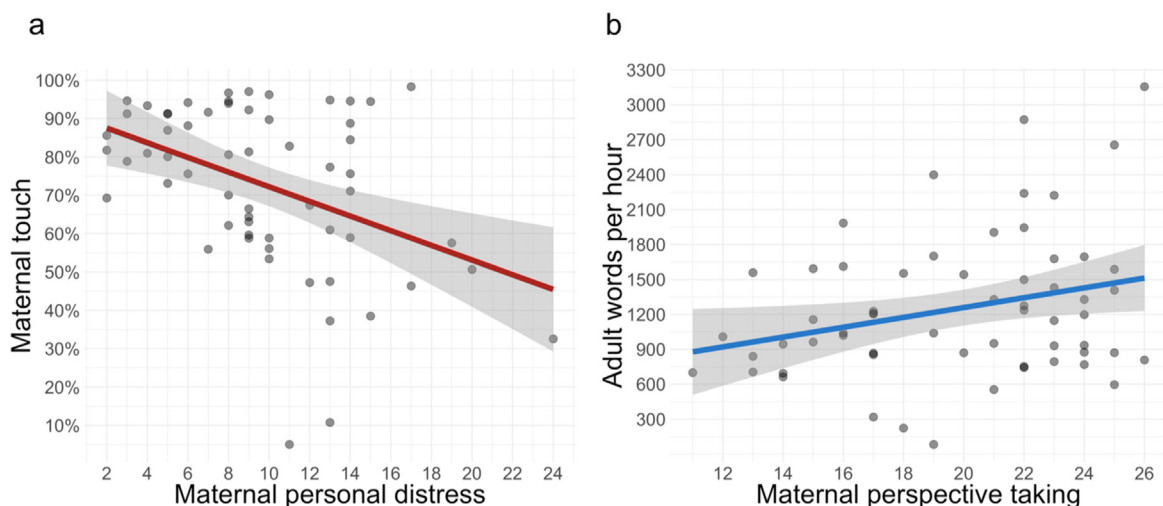 a
Maternal touch
100%
90%
80%
70%
60%
50%
40%
30%
20%
10%
2 4 6 8 10 12 14 16 18 20 22 24
Maternal personal distress
b
Adult words per hour
3300
3000
2700
2400
2100
1800
1500
1200
900
600
300
12 14 16 18 20 22 24 26
Maternal perspective taking